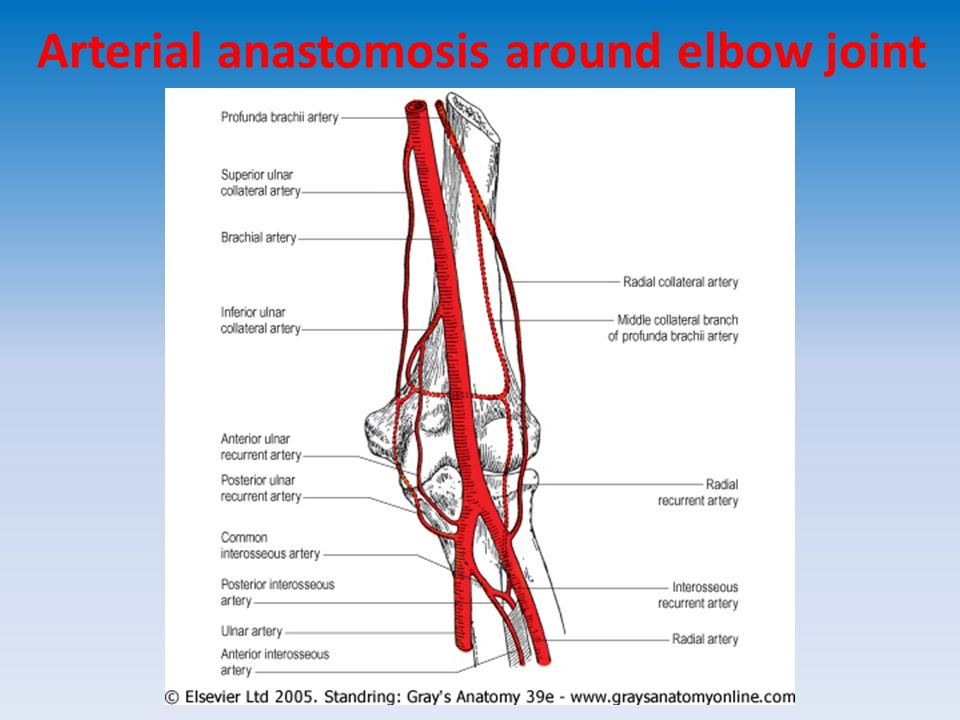 Arterial anastomosis around elbow joint
Profunda brachii artery
Superior ulnar
collateral artery
Brachial artery
Inferior ulnar
collateral artery
Anterior ulnar
recurrent artery
Posterior ulnar
recurrent artery
Common
interosseous artery
Posterior interosseous
artery
Ulnar artery
Anterior interosseous
artery
Radial collateral artery
Middle collateral branch
of profunda brachii artery
Radial
recurrent artery
Interosseous
recurrent artery
Radial artery
© Elsevier Ltd 2005. Standring: Gray's Anatomy 39e - www.graysanatomyonline.com